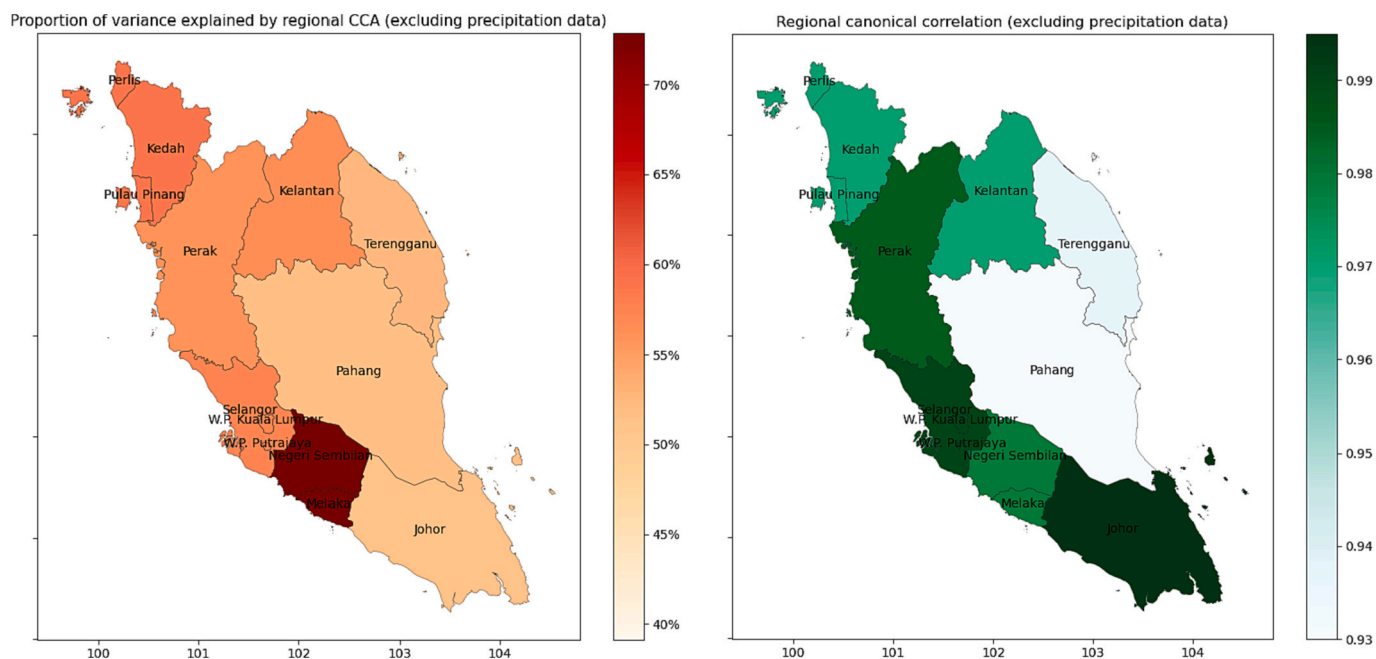 Proportion of variance explained by regional CCA (excluding precipitation data)
Perlis
Kedah
Pulau Pinang
Kelantan
Perak
Terengganu
Pahang
Selangor
W.P. Kuala Lumpur
W.P. Putrajaya
Negeri Sembilan
Melaka
Johor
100 101 102 103 104
70%
65%
60%
55%
50%
45%
40%
Regional canonical correlation (excluding precipitation data)
Perlis
Kedah
Pulau Pinang
Kelantan
Perak
Terengganu
Pahang
Selangor
W.P. Kuala Lumpur
W.P. Putrajaya
Negeri Sembilan
Melaka
Johor
100 101 102 103 104
0.99
0.98
0.97
0.96
0.95
0.94
0.93